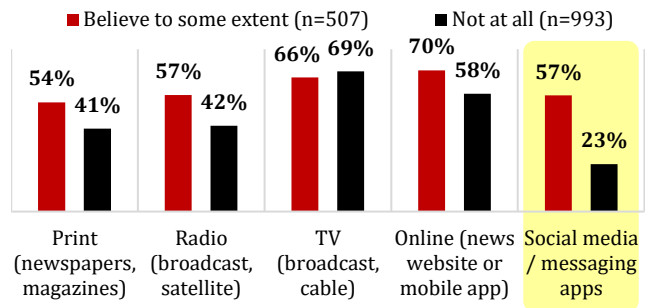 Believe to some extent (n=507) Not at all (n=993)
54% 41% 57% 42% 66% 69% 70% 58% 57% 23%
Print (newspapers, magazines)
Radio (broadcast, satellite)
TV (broadcast, cable)
Online (news website or mobile app)
Social media / messaging apps